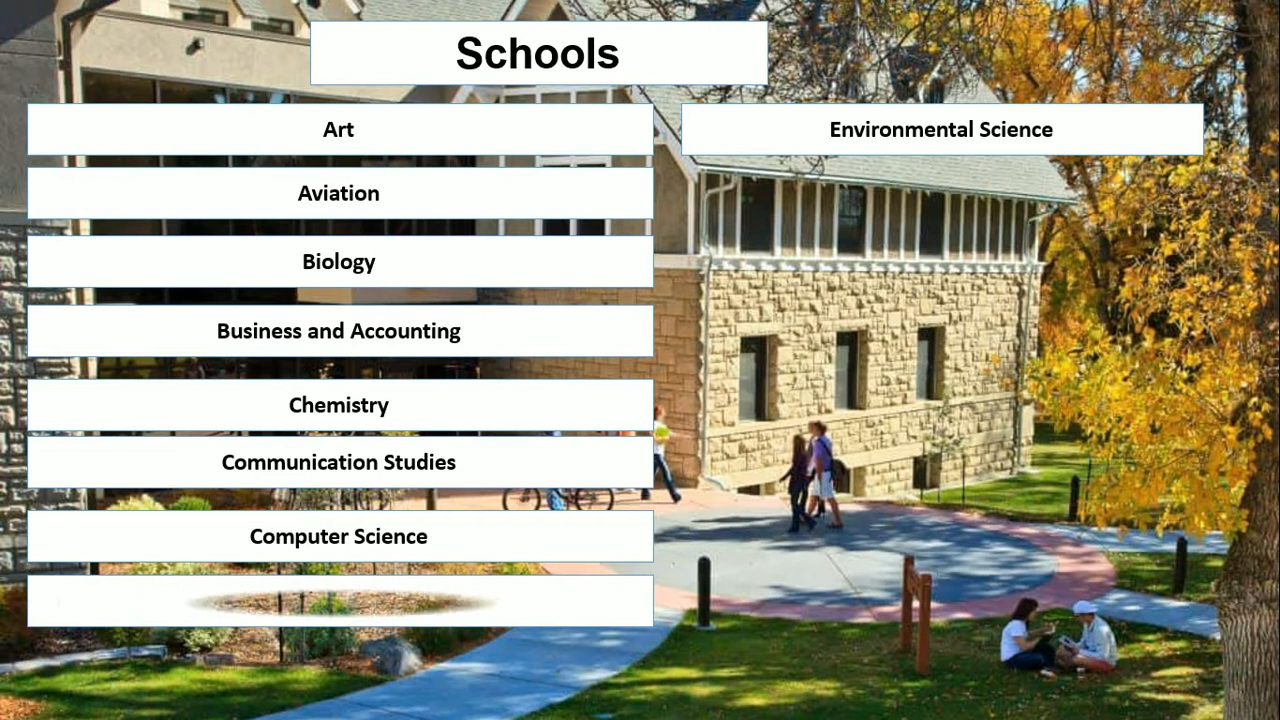 Schools
Art
Aviation
Biology
Business and Accounting
Chemistry
Communication Studies
Computer Science
Environmental Science